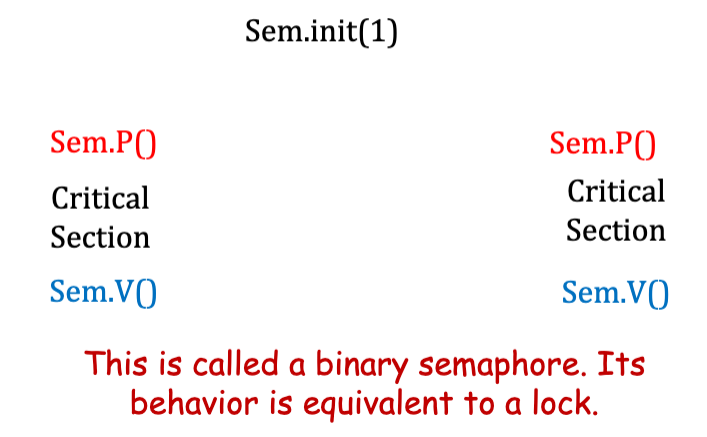 Sem.init(1)
Sem.P()
Critical
Section
Sem.V()
Sem.P()
Critical
Section
Sem.V()
This is called a binary semaphore. Its
behavior is equivalent to a lock.